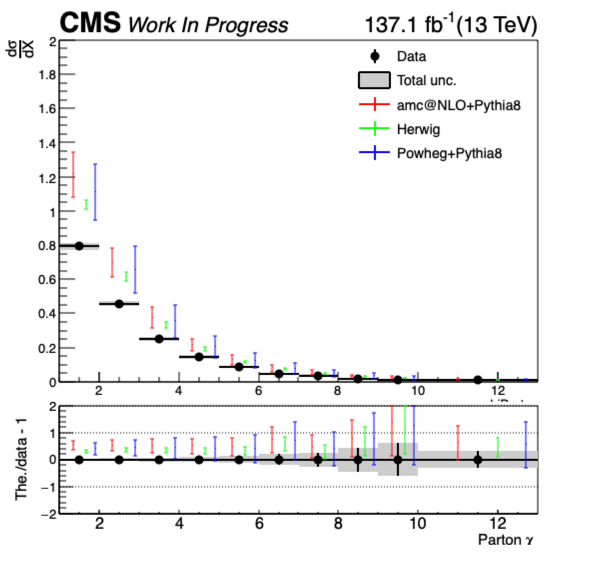 CMS Work In Progress 137.1 fb⁻¹(13 TeV)
dσ
dX
Data
Total unc.
amc@NLO+Pythia8
Herwig
Powheg+Pythia8
2
1.8
1.6
1.4
1.2
1
0.8
0.6
0.4
0.2
0
2 4 6 8 10 12
The./data - 1
2
1
0
−1
−2
2 4 6 8 10 12
Parton γ